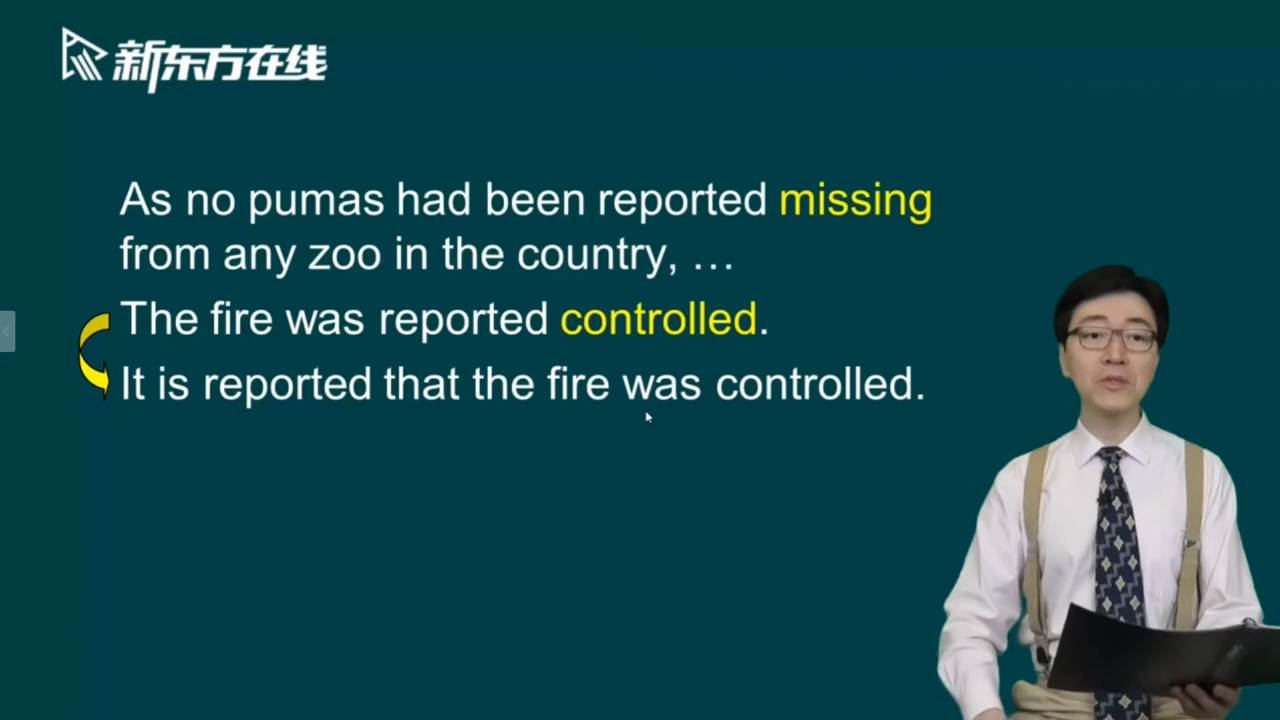 新东方在线
As no pumas had been reported missing
from any zoo in the country, …
The fire was reported controlled.
It is reported that the fire was controlled.